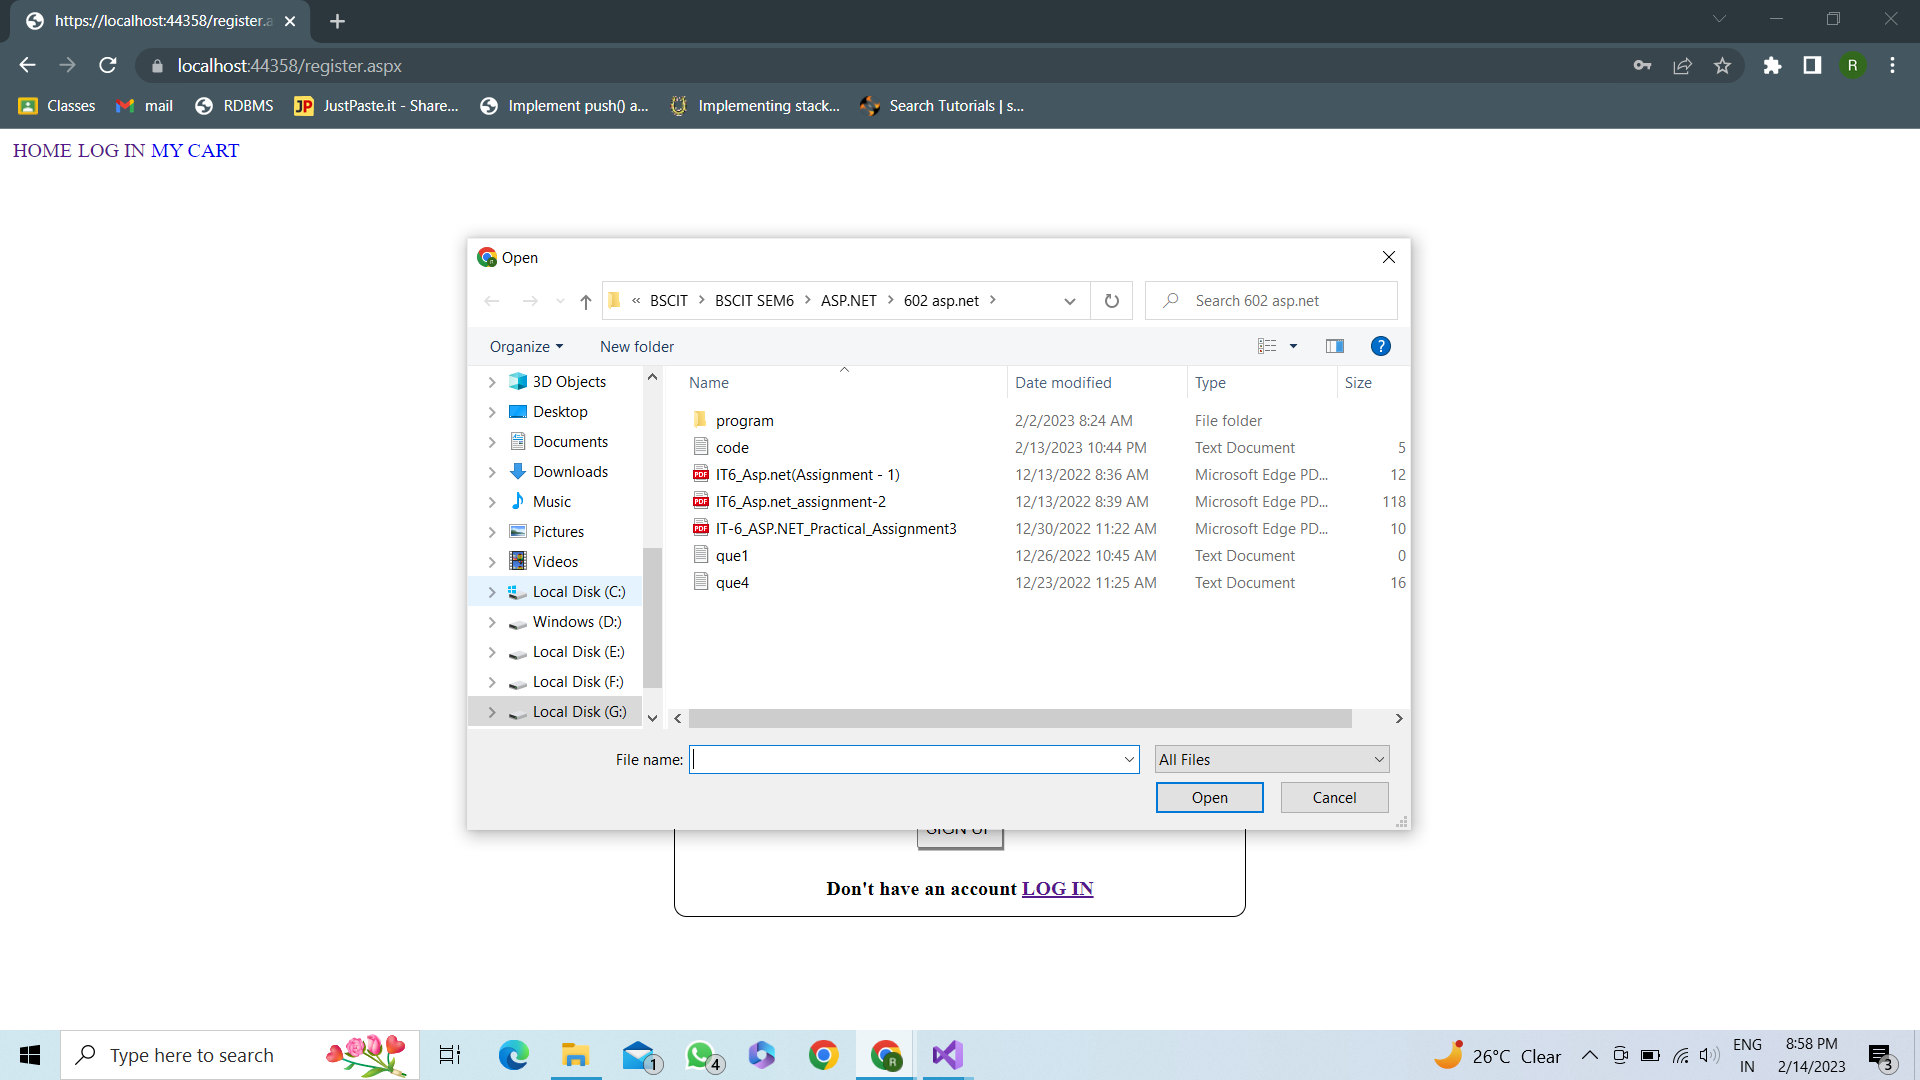 https://localhost:44358/register.a
localhost:44358/register.aspx
R
Classes mail RDBMS JP JustPaste.it - Share... Implement push() a... Implementing stack... Search Tutorials | s...
HOME LOG IN MY CART
Open
« BSCIT > BSCIT SEM6 > ASP.NET > 602 asp.net >
Search 602 asp.net
Organize New folder
?
3D Objects
Desktop
Documents
Downloads
Music
Pictures
Videos
Local Disk (C:)
Windows (D:)
Local Disk (E:)
Local Disk (F:)
Local Disk (G:)
Name Date modified Type Size
program 2/2/2023 8:24 AM File folder
code 2/13/2023 10:44 PM Text Document 5
PDF IT6_Asp.net(Assignment - 1) 12/13/2022 8:36 AM Microsoft Edge PD... 12
PDF IT6_Asp.net_assignment-2 12/13/2022 8:39 AM Microsoft Edge PD... 118
PDF IT-6_ASP.NET_Practical_Assignment3 12/30/2022 11:22 AM Microsoft Edge PD... 10
que1 12/26/2022 10:45 AM Text Document 0
que4 12/23/2022 11:25 AM Text Document 16
File name:
All Files
Open Cancel
SIGN UP
Don't have an account LOG IN
Type here to search
1
4
R
26°C Clear
ENG
IN
8:58 PM
2/14/2023
3